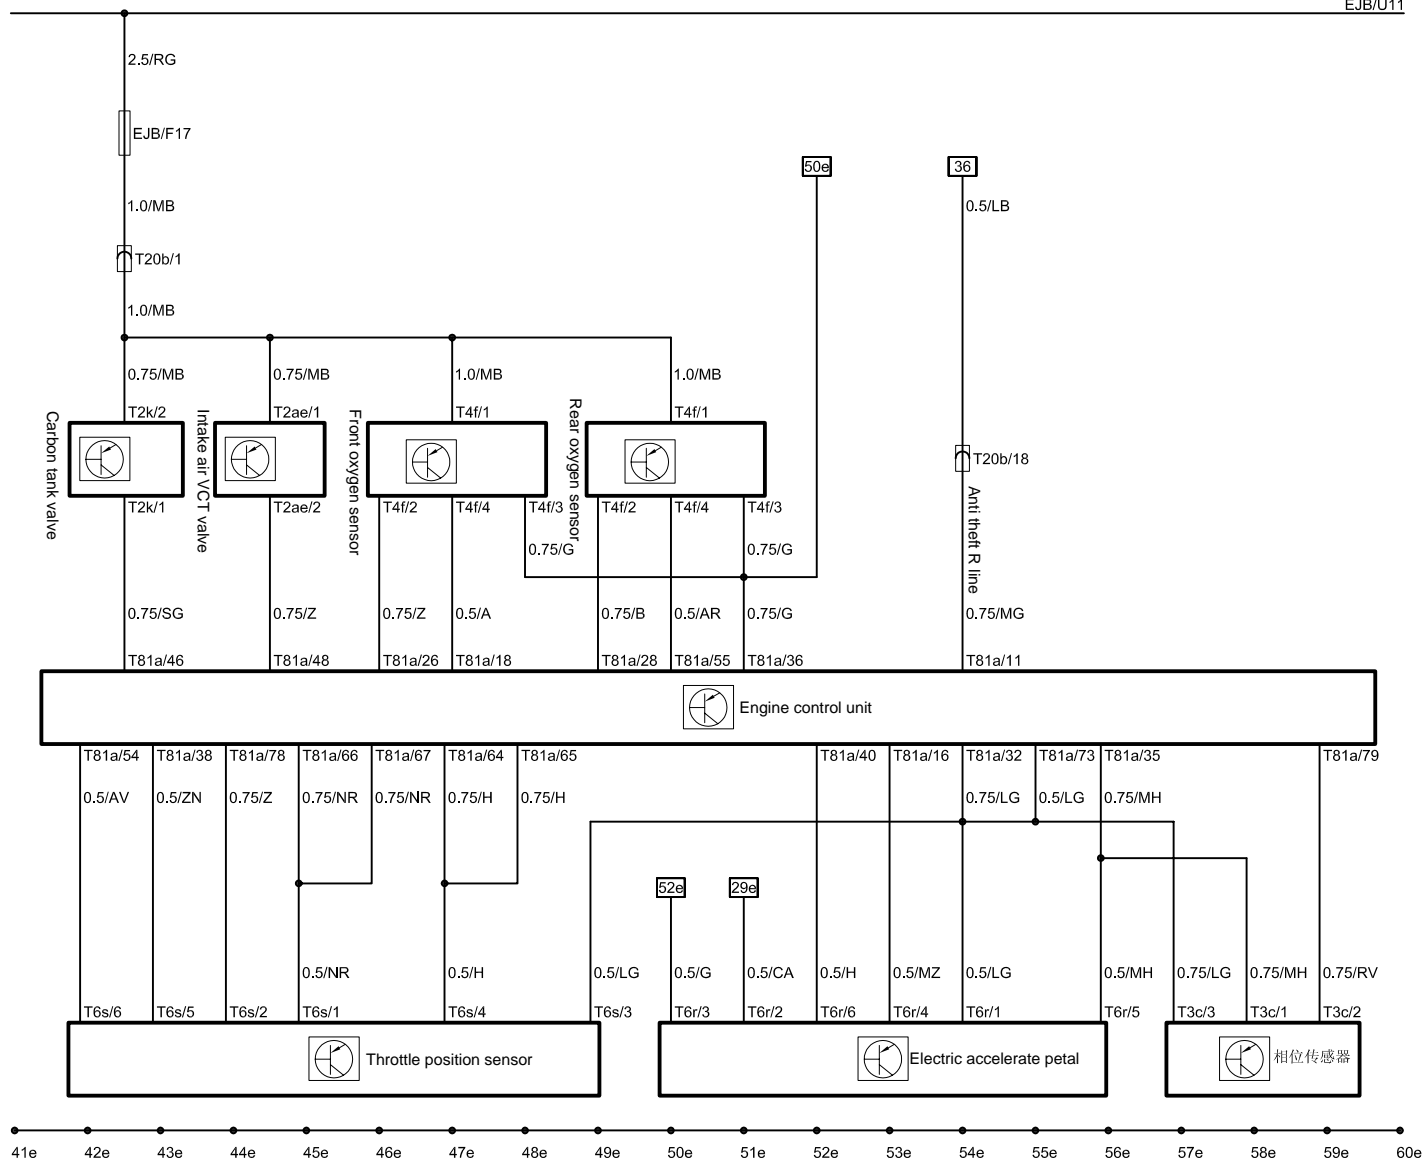 EJB/U11
2.5/RG
EJB/F17
50e
36
1.0/MB
0.5/LB
T20b/1
1.0/MB
0.75/MB
0.75/MB
1.0/MB
1.0/MB
T2k/2
T2ae/1
T4f/1
T4f/1
Carbon tank valve
Intake air VCT valve
Front oxygen sensor
Rear oxygen sensor
T20b/18
Anti theft R line
T2k/1
T2ae/2
T4f/2
T4f/4
T4f/3
T4f/2
T4f/4
T4f/3
0.75/G
0.75/G
0.75/SG
0.75/Z
0.75/Z
0.5/A
0.75/B
0.5/AR
0.75/G
0.75/MG
T81a/46
T81a/48
T81a/26
T81a/18
T81a/28
T81a/55
T81a/36
T81a/11
Engine control unit
T81a/54
T81a/38
T81a/78
T81a/66
T81a/67
T81a/64
T81a/65
T81a/40
T81a/16
T81a/32
T81a/73
T81a/35
T81a/79
0.5/AV
0.5/ZN
0.75/Z
0.75/NR
0.75/NR
0.75/H
0.75/H
0.75/LG
0.5/LG
0.75/MH
52e
29e
0.5/NR
0.5/H
0.5/LG
0.5/G
0.5/CA
0.5/H
0.5/MZ
0.5/LG
0.5/MH
0.75/LG
0.75/MH
0.75/RV
T6s/6
T6s/5
T6s/2
T6s/1
T6s/4
T6s/3
T6r/3
T6r/2
T6r/6
T6r/4
T6r/1
T6r/5
T3c/3
T3c/1
T3c/2
Throttle position sensor
Electric accelerate petal
相位传感器
41e
42e
43e
44e
45e
46e
47e
48e
49e
50e
51e
52e
53e
54e
55e
56e
57e
58e
59e
60e